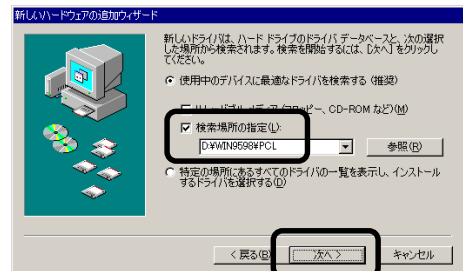 新しいハードウェアの追加ウィザード
新しいドライバは、ハード ドライブのドライバ データベースと、次の選択
した場所から検索されます。検索を開始するには、[次へ] をクリックし
てください。
使用中のデバイスに最適なドライバを検索する (推奨)
リムーバブル メディア (フロッピー、CD-ROM など)(M)
検索場所の指定(L):
D:¥WIN9598¥PCL
参照(R)
特定の場所にあるすべてのドライバの一覧を表示し、インストール
するドライバを選択する(D)
< 戻る(B)
次へ >
キャンセル